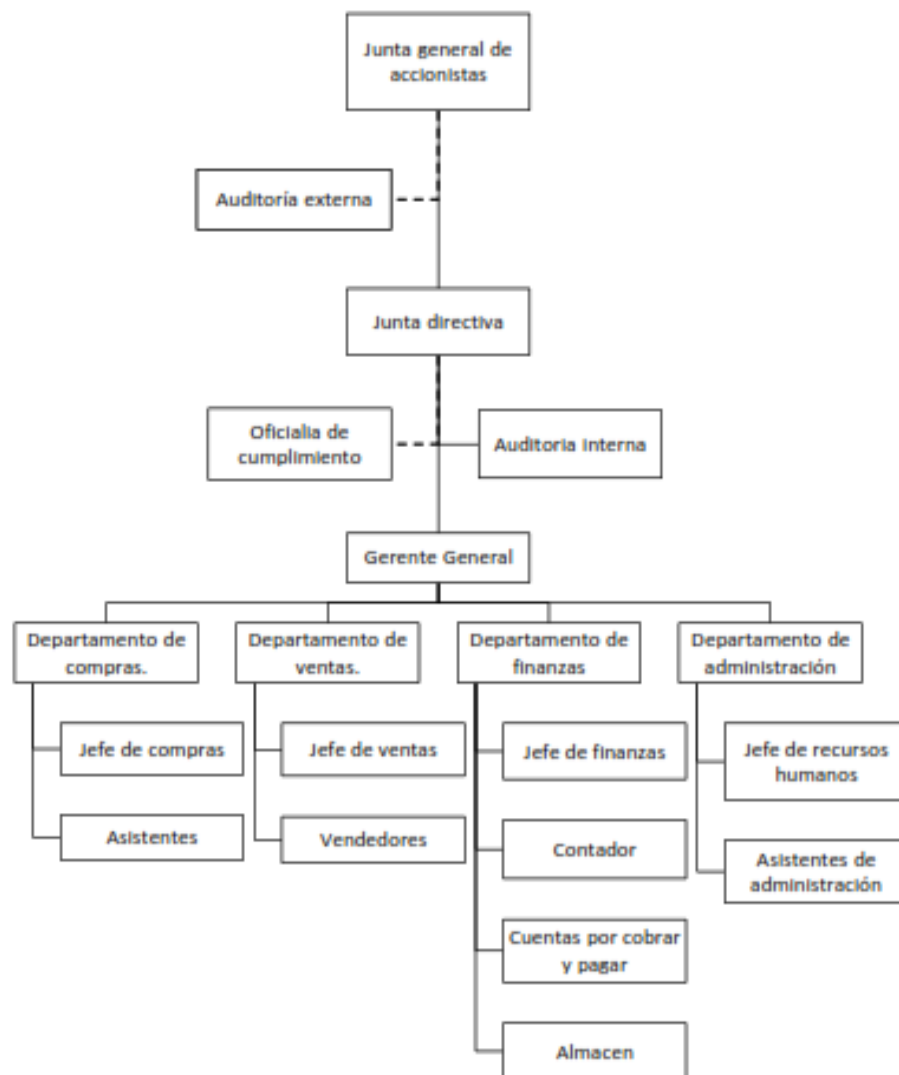 Junta general de
accionistas
Auditoría externa
Junta directiva
Oficialia de
cumplimiento
Auditoria interna
Gerente General
Departamento de
compras.
Departamento de
ventas.
Departamento de
finanzas
Departamento de
administración
Jefe de compras
Jefe de ventas
Jefe de finanzas
Jefe de recursos
humanos
Asistentes
Vendedores
Contador
Asistentes de
administración
Cuentas por cobrar
y pagar
Almacen